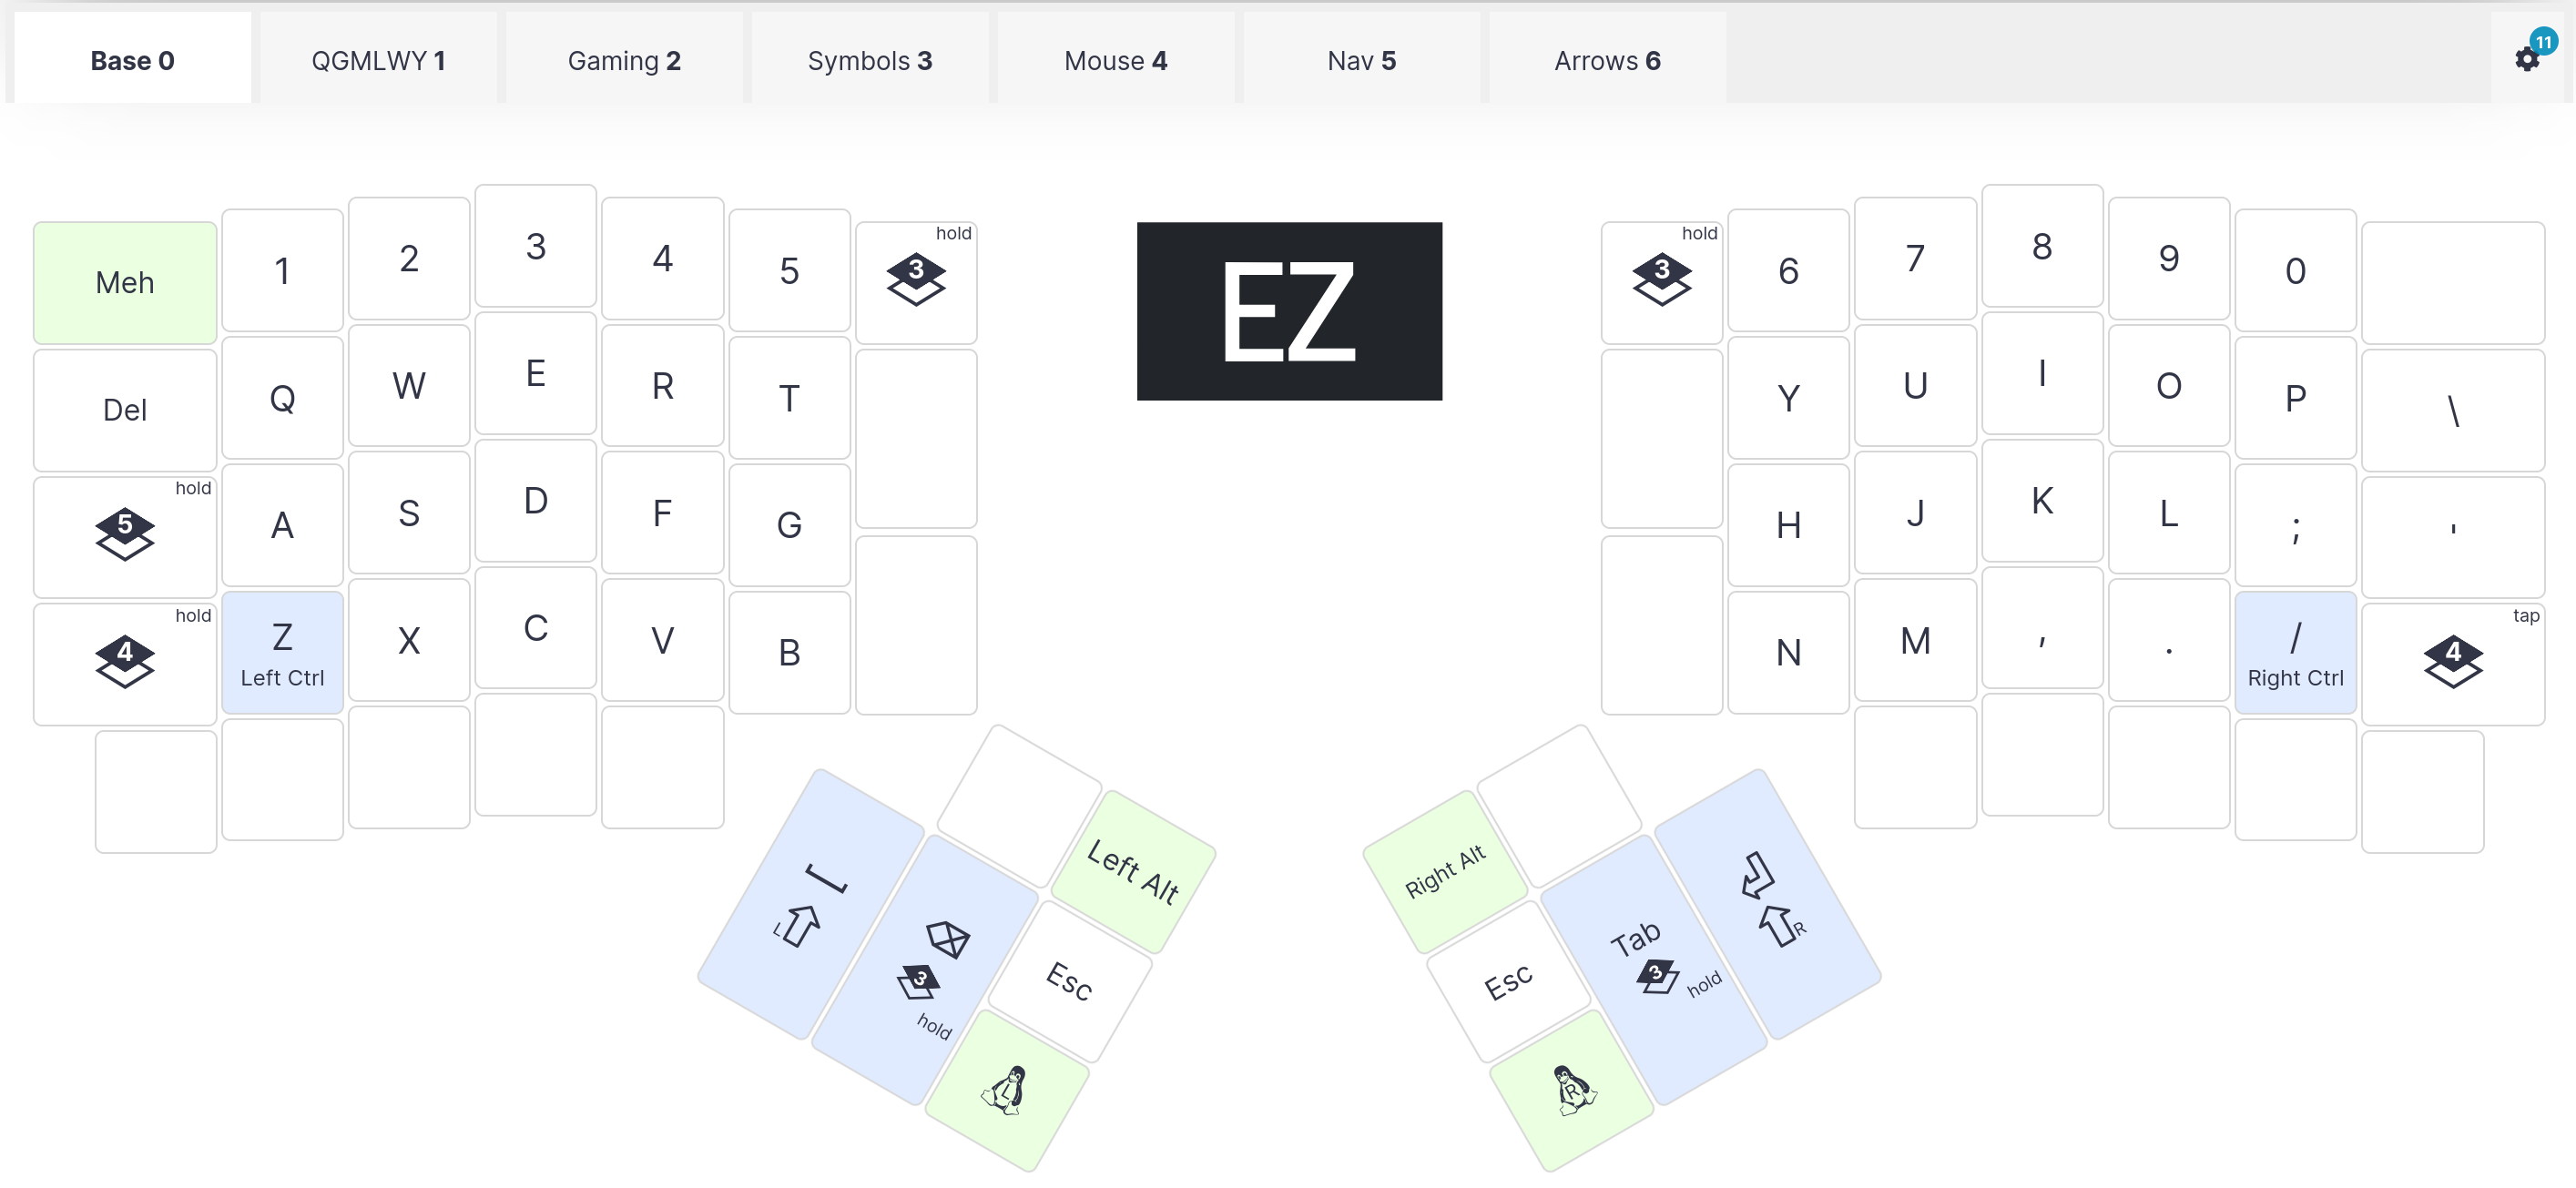 Base 0 QGMLWY 1 Gaming 2 Symbols 3 Mouse 4 Nav 5 Arrows 6 11
Meh 1 2 3 4 5 3 hold EZ 3 hold 6 7 8 9 0
Del Q W E R T Y U I O P \
5 hold A S D F G H J K L ; '
4 hold Z X C V B N M , . / 4 tap
Left Ctrl Right Ctrl
Left Alt Right Alt
L 3 hold Esc Esc Tab 3 hold R
L R